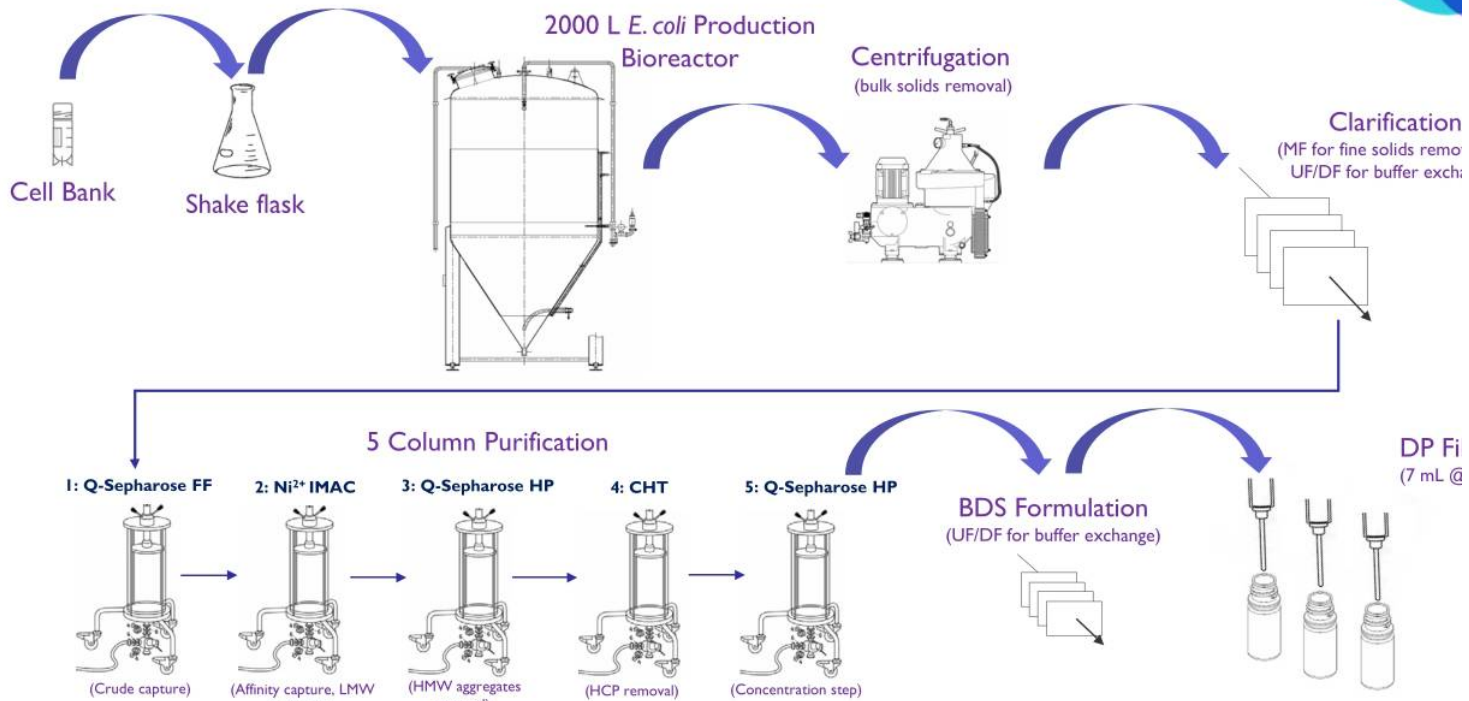 2000 L E. coli Production
Bioreactor
Centrifugation
(bulk solids removal)
Clarification
(MF for fine solids
UF/DF for buffer
Cell Bank
Shake flask
5 Column Purification
1: Q-Sepharose FF
2: Ni²⁺ IMAC
3: Q-Sepharose HP
4: CHT
5: Q-Sepharose HP
(Crude capture)
(Affinity capture, LMW
(HMW aggregates
(HCP removal)
(Concentration step)
BDS Formulation
(UF/DF for buffer exchange)
DP
(7 mL @